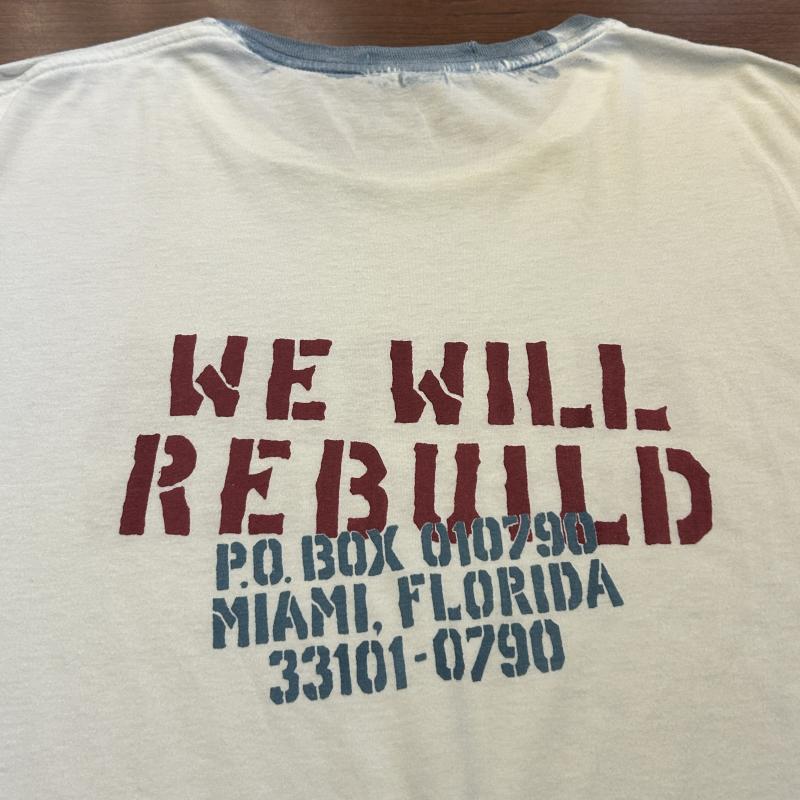 WE WILL
REBUILD
P.O. BOX 010790
MIAMI, FLORIDA
33101-0790